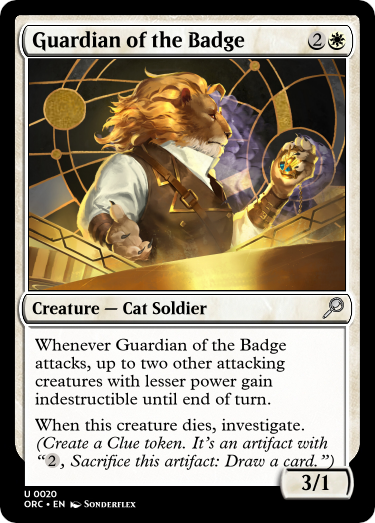 Guardian of the Badge 2
Creature — Cat Soldier
Whenever Guardian of the Badge
attacks, up to two other attacking
creatures with lesser power gain
indestructible until end of turn.
When this creature dies, investigate.
(Create a Clue token. It's an artifact with
“2, Sacrifice this artifact: Draw a card.”)
3/1
U 0020
ORC • EN Sonderflex